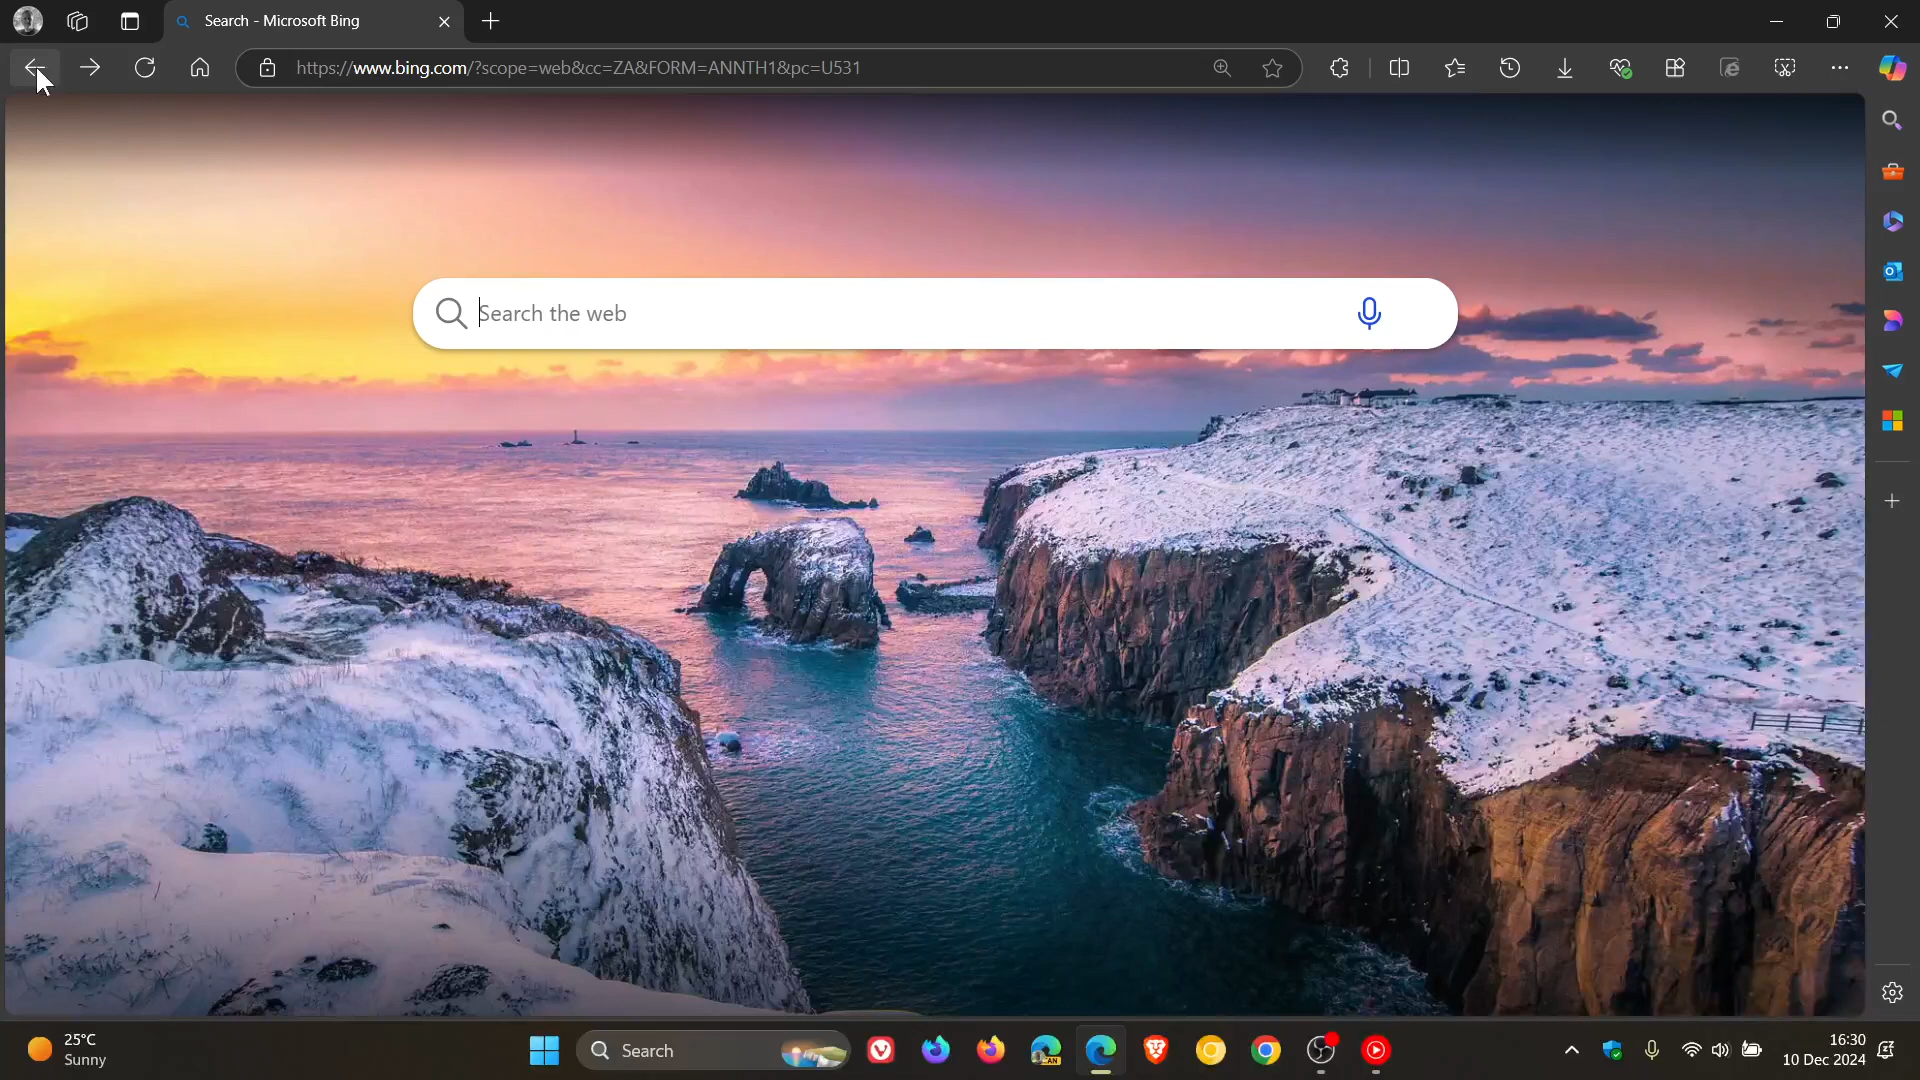 Search - Microsoft Bing
https://www.bing.com/?scope=web&cc=ZA&FORM=ANNTH1&pc=U531
Search the web
25°C
Sunny
Search
CAN
16:30
10 Dec 2024